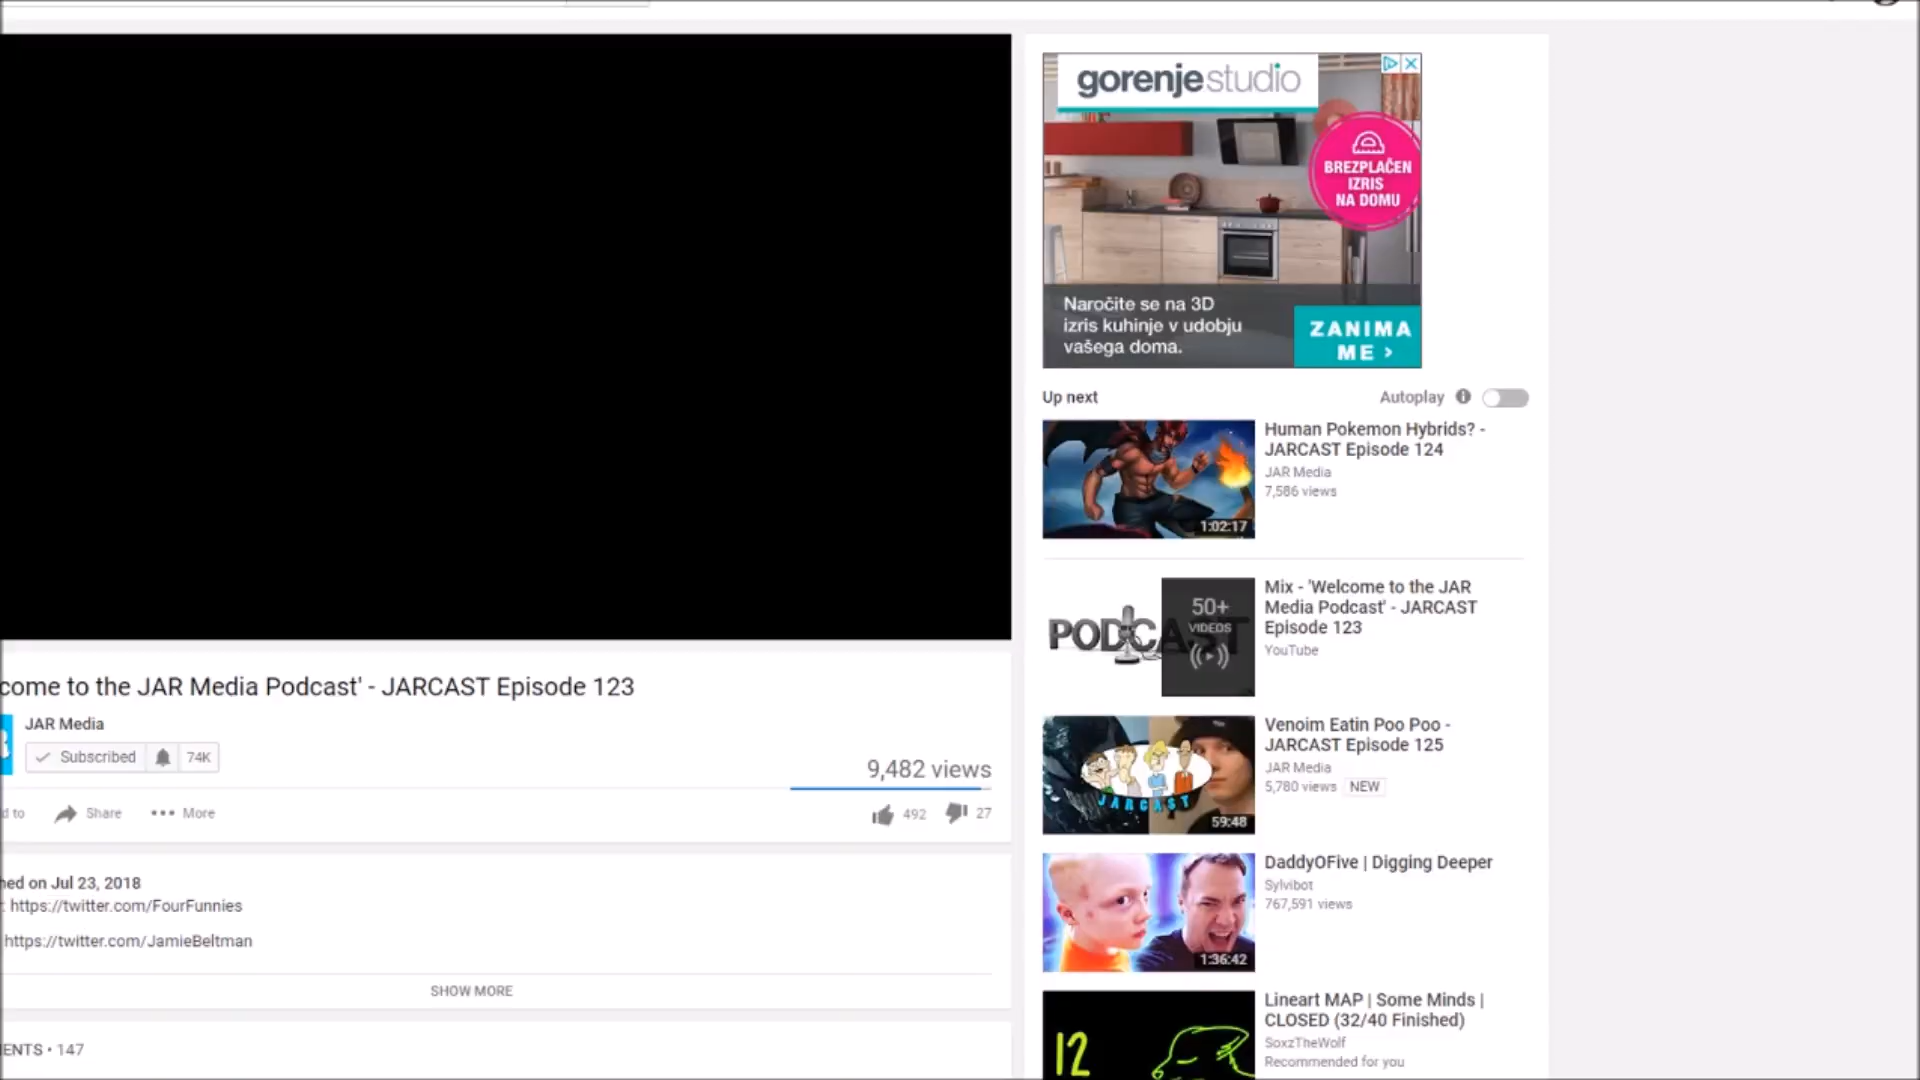 gorenje studio
BREZPLAČEN
IZRIS
NA DOMU
Naročite se na 3D
izris kuhinje v udobju
vašega doma.
ZANIMA
ME >
Up next
Autoplay
Human Pokemon Hybrids? -
JARCAST Episode 124
JAR Media
7,586 views
1:02:17
PODCAST
50+
VIDEOS
Mix - 'Welcome to the JAR
Media Podcast' - JARCAST
Episode 123
YouTube
Venoim Eatin Poo Poo -
JARCAST Episode 125
JAR Media
5,780 views NEW
JARCAST
59:48
DaddyOFive | Digging Deeper
Sylvibot
767,591 views
1:36:42
Lineart MAP | Some Minds |
CLOSED (32/40 Finished)
SoxzTheWolf
Recommended for you
12
come to the JAR Media Podcast' - JARCAST Episode 123
JAR Media
Subscribed 74K
9,482 views
d to Share More
492 27
hed on Jul 23, 2018
: https://twitter.com/FourFunnies
https://twitter.com/JamieBeltman
SHOW MORE
ENTS • 147